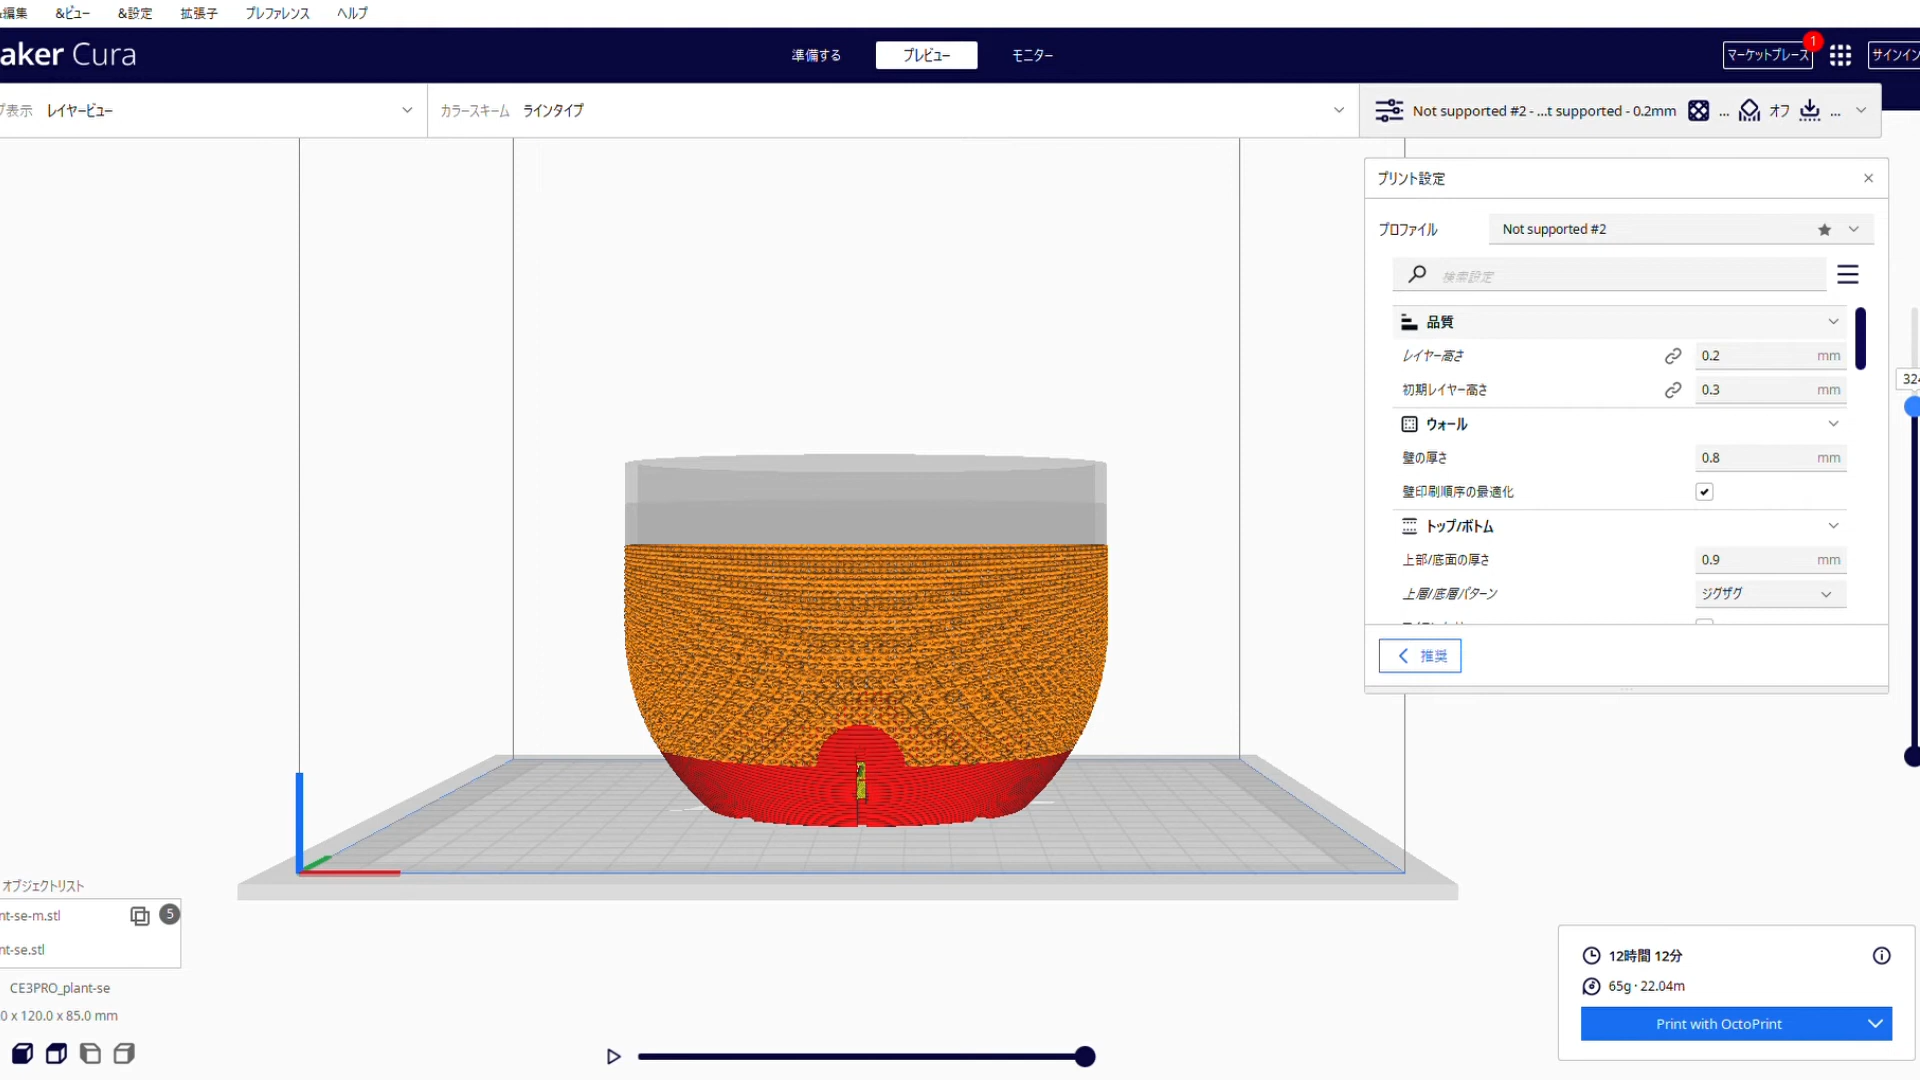 &編集 &ビュー &設定 拡張子 プレファレンス ヘルプ
aker Cura 準備する プレビュー モニター マーケットプレース 1 サインイン
プ表示 レイヤービュー カラースキーム ラインタイプ Not supported #2 - ...t supported - 0.2mm ... オフ ...
プリント設定
プロファイル Not supported #2
検索設定
品質
レイヤー高さ 0.2 mm
初期レイヤー高さ 0.3 mm
324
ウォール
壁の厚さ 0.8 mm
壁印刷順序の最適化
トップ/ボトム
上部/底面の厚さ 0.9 mm
上層/底層パターン ジグザグ
推奨
オブジェクトリスト
nt-se-m.stl 5
nt-se.stl
CE3PRO_plant-se
0 x 120.0 x 85.0 mm
12時間 12分
65g · 22.04m
Print with OctoPrint